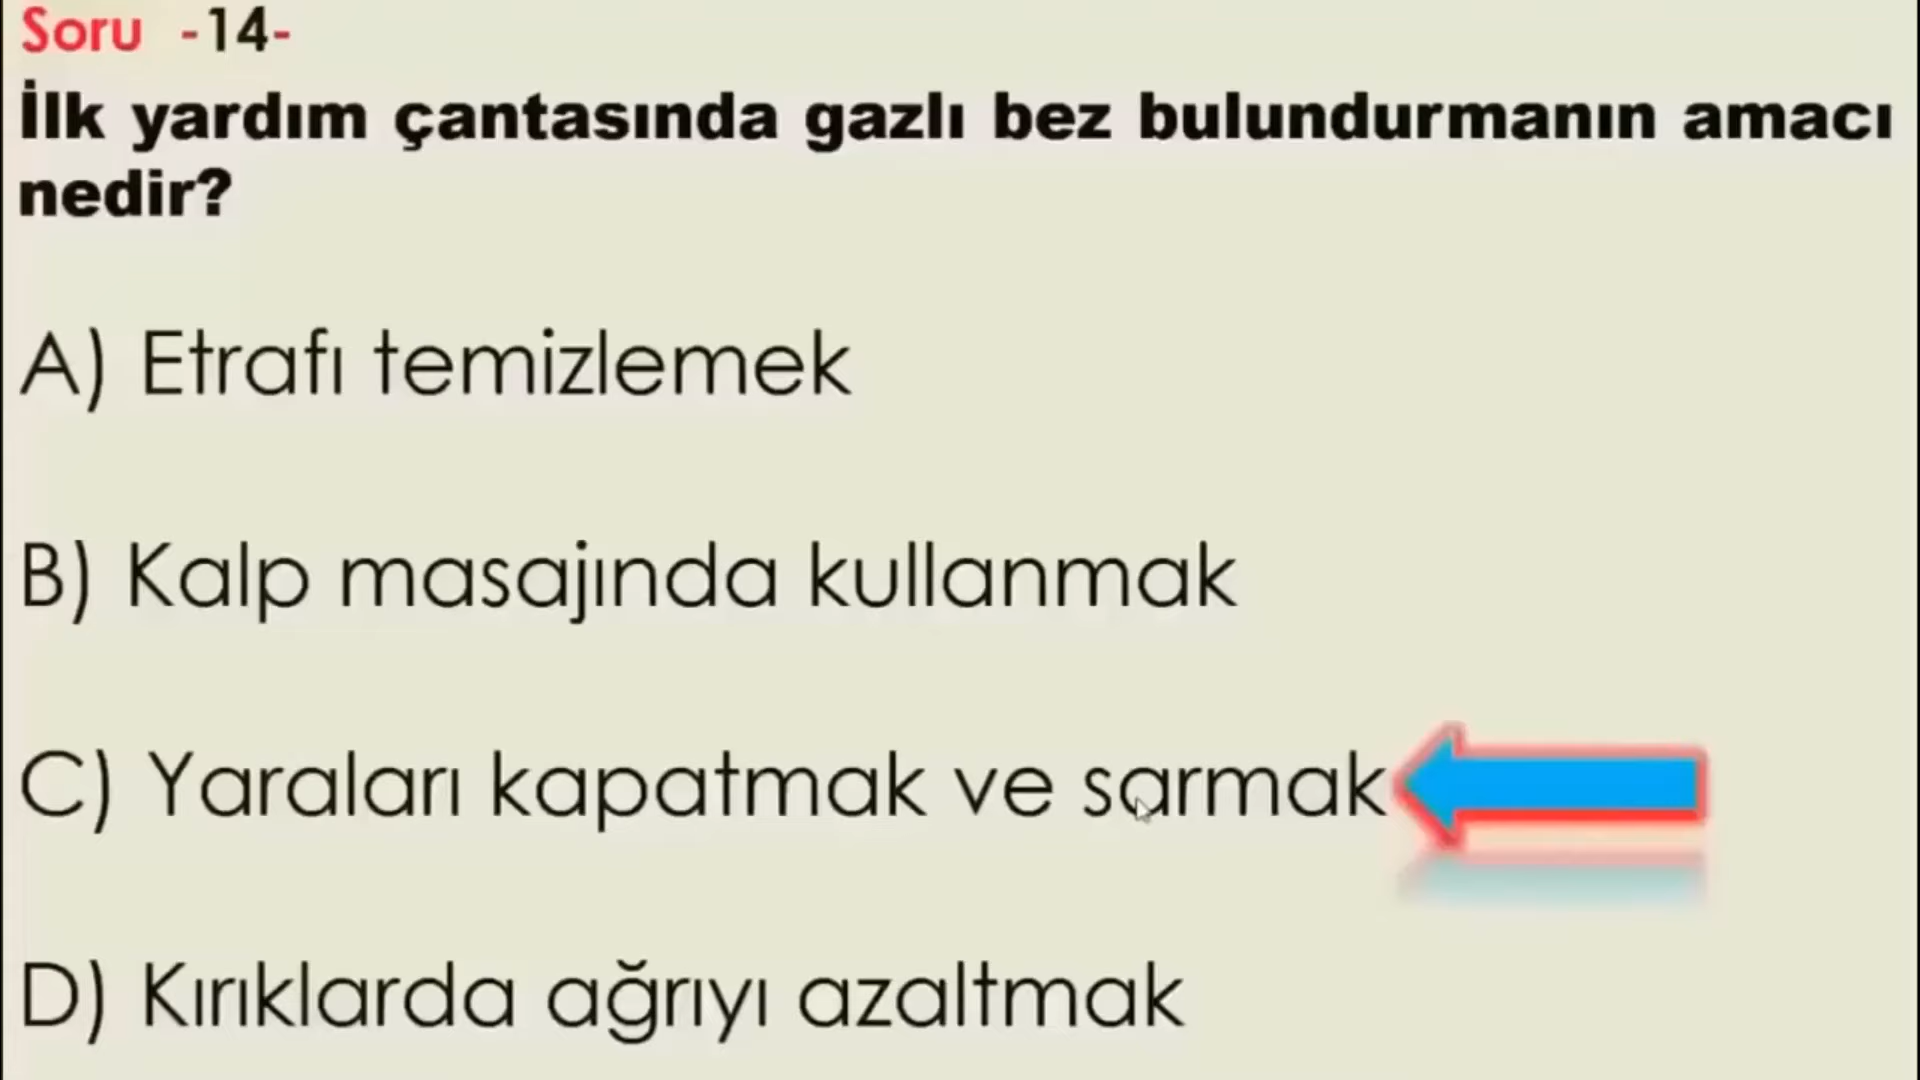 Soru -14-
İlk yardım çantasında gazlı bez bulundurmanın amacı
nedir?
A) Etrafı temizlemek
B) Kalp masajında kullanmak
C) Yaraları kapatmak ve sarmak
D) Kırıklarda ağrıyı azaltmak